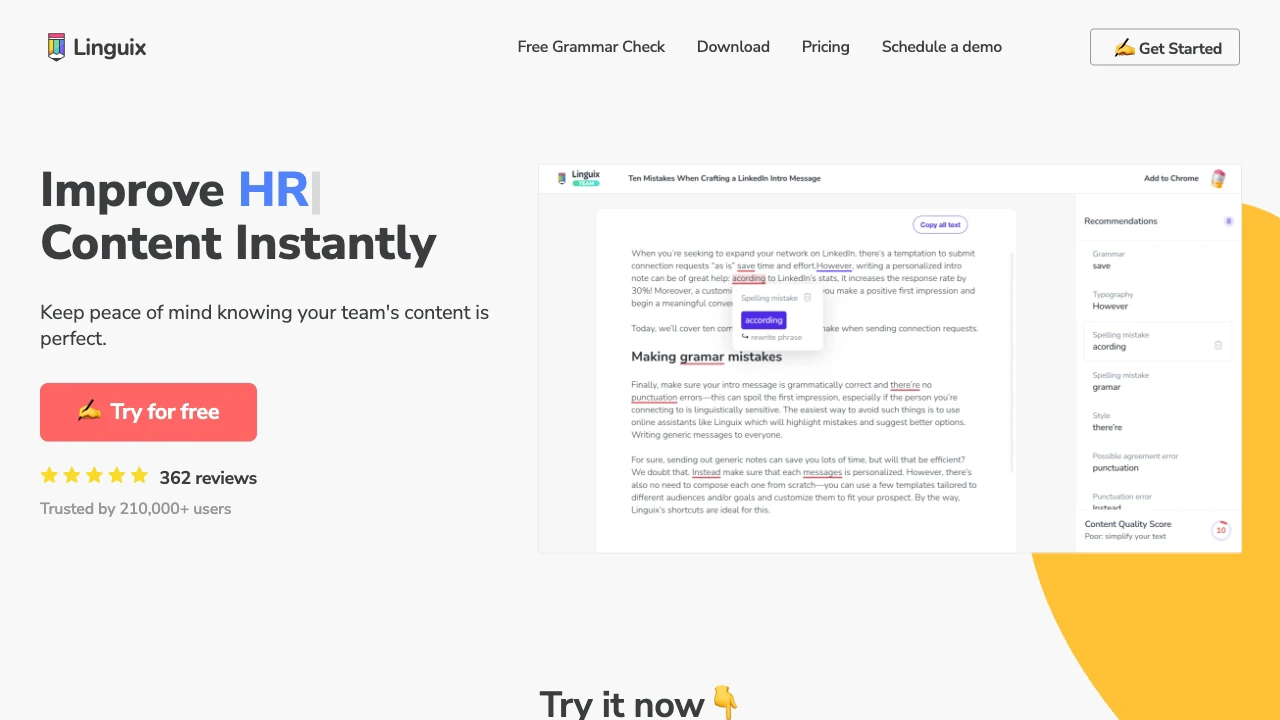 Linguix
Free Grammar Check
Download
Pricing
Schedule a demo
✍️ Get Started
Improve HR
Content Instantly
Keep peace of mind knowing your team's content is
perfect.
✍️ Try for free
362 reviews
Trusted by 210,000+ users
Linguix
TEAM
Ten Mistakes When Crafting a LinkedIn Intro Message
Add to Chrome
Copy all text
When you're seeking to expand your network on LinkedIn, there's a temptation to submit
connection requests "as is" save time and effort.However, writing a personalized intro
note can be of great help: acording to LinkedIn's stats, it increases the response rate by
30%! Moreover, a customi you make a positive first impression and
begin a meaningful conver
Spelling mistake
according
rewrite phrase
Today, we'll cover ten com make when sending connection requests.
Making gramar mistakes
Finally, make sure your intro message is grammatically correct and there're no
punctuation errors—this can spoil the first impression, especially if the person you're
connecting to is linguistically sensitive. The easiest way to avoid such things is to use
online assistants like Linguix which will highlight mistakes and suggest better options.
Writing generic messages to everyone.
For sure, sending out generic notes can save you lots of time, but will that be efficient?
We doubt that. Instead make sure that each messages is personalized. However, there's
also no need to compose each one from scratch—you can use a few templates tailored to
different audiences and/or goals and customize them to fit your prospect. By the way,
Linguix's shortcuts are ideal for this.
Recommendations
8
Grammar
save
Typography
However
Spelling mistake
acording
Spelling mistake
gramar
Style
there're
Possible agreement error
punctuation
Punctuation error
Instead
Content Quality Score
Poor: simplify your text
10
Try it now👇